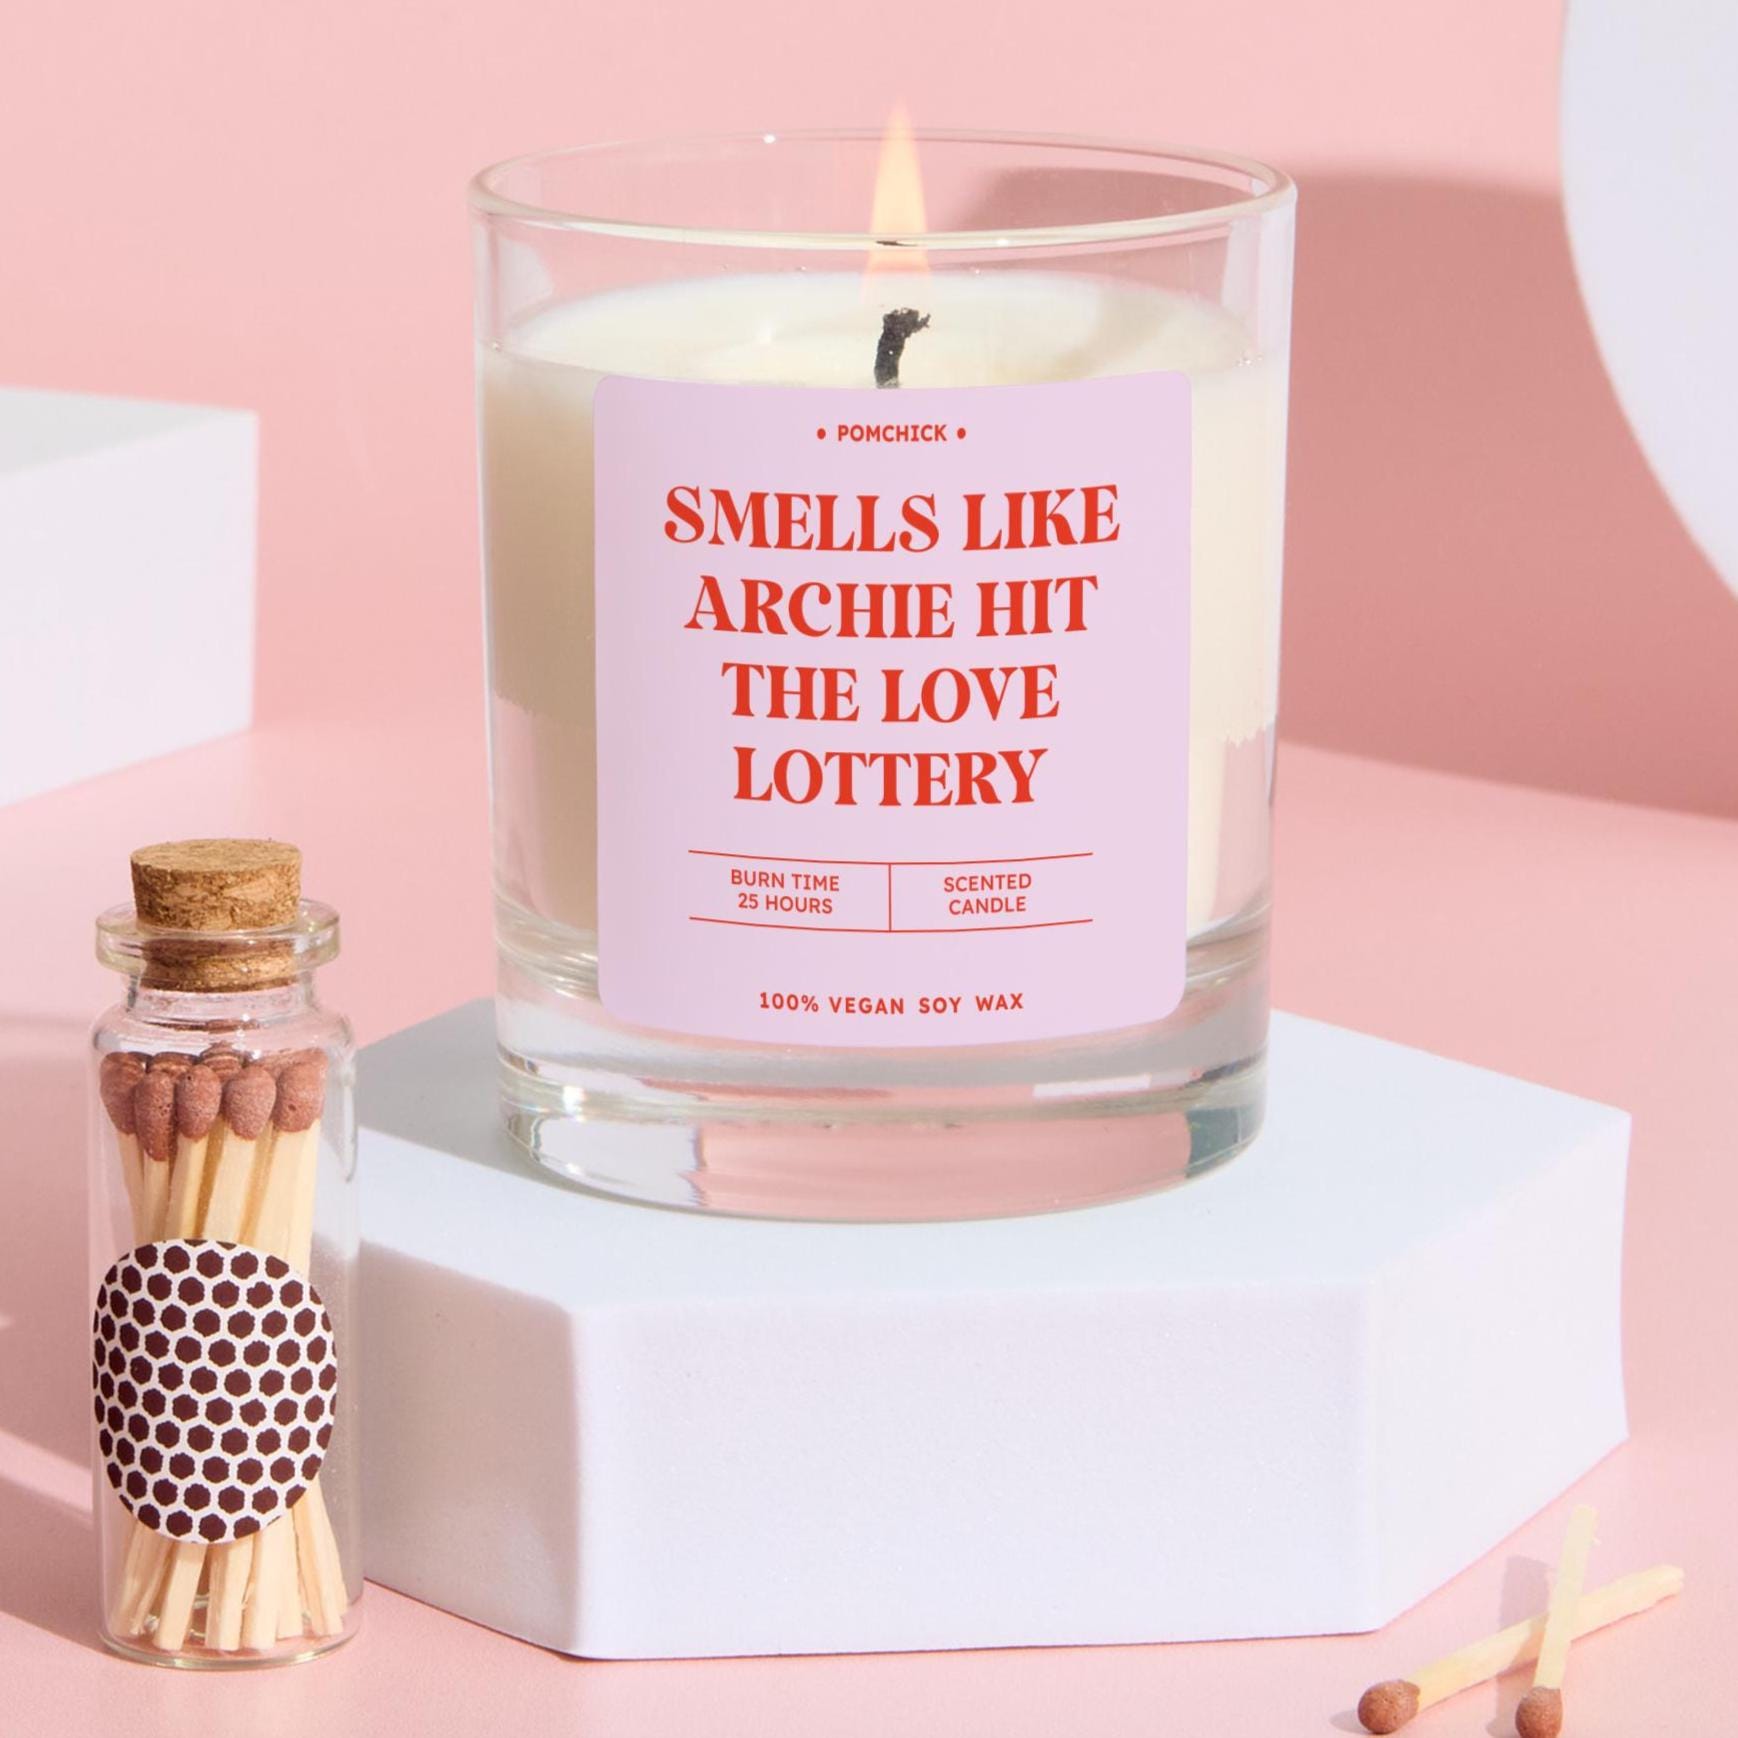 • POMCHICK •
SMELLS LIKE
ARCHIE HIT
THE LOVE
LOTTERY
BURN TIME
25 HOURS
SCENTED
CANDLE
100% VEGAN SOY WAX